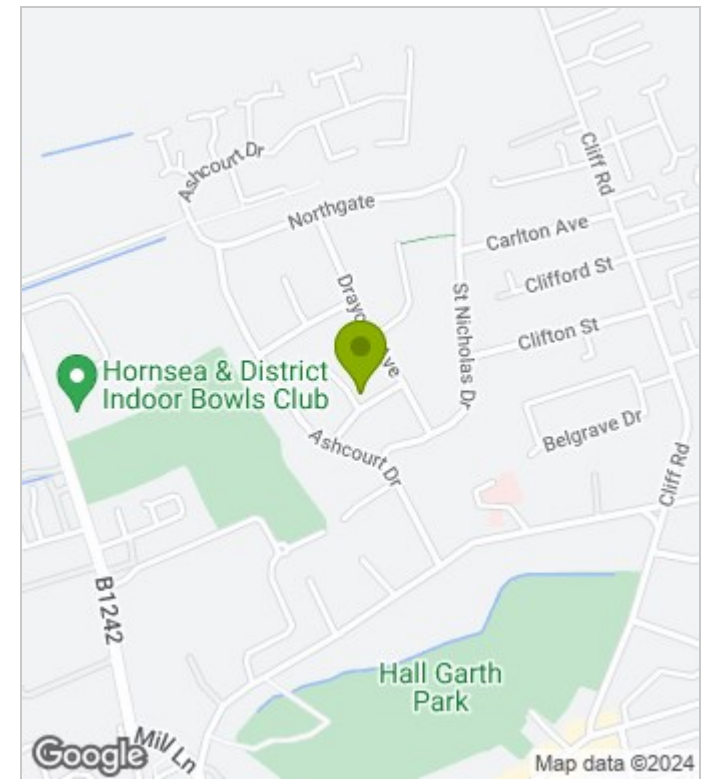 Cliff Rd
Ashcourt Dr
Northgate
Carlton Ave
Clifford St
St Nicholas Dr
Clifton St
Hornsea & District
Indoor Bowls Club
Belgrave Dr
Ashcourt Dr
Cliff Rd
B1242
Hall Garth
Park
Mill Ln
Google
Map data ©2024